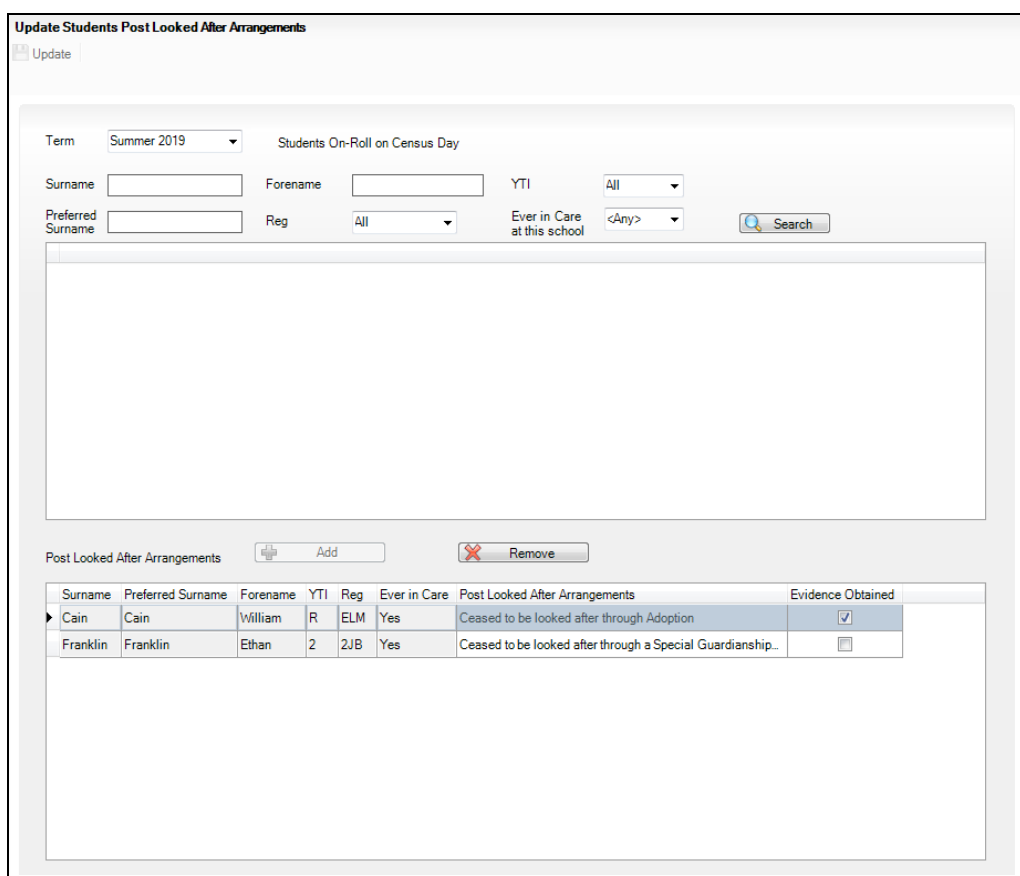 Update Students Post Looked After Arrangements
Update
Term Summer 2019 Students On-Roll on Census Day
Surname Forename YTI All
Preferred Surname Reg All Ever in Care at this school <Any> Search
Post Looked After Arrangements Add Remove
Surname Preferred Surname Forename YTI Reg Ever in Care Post Looked After Arrangements Evidence Obtained
Cain Cain William R ELM Yes Ceased to be looked after through Adoption
Franklin Franklin Ethan 2 2JB Yes Ceased to be looked after through a Special Guardianship...